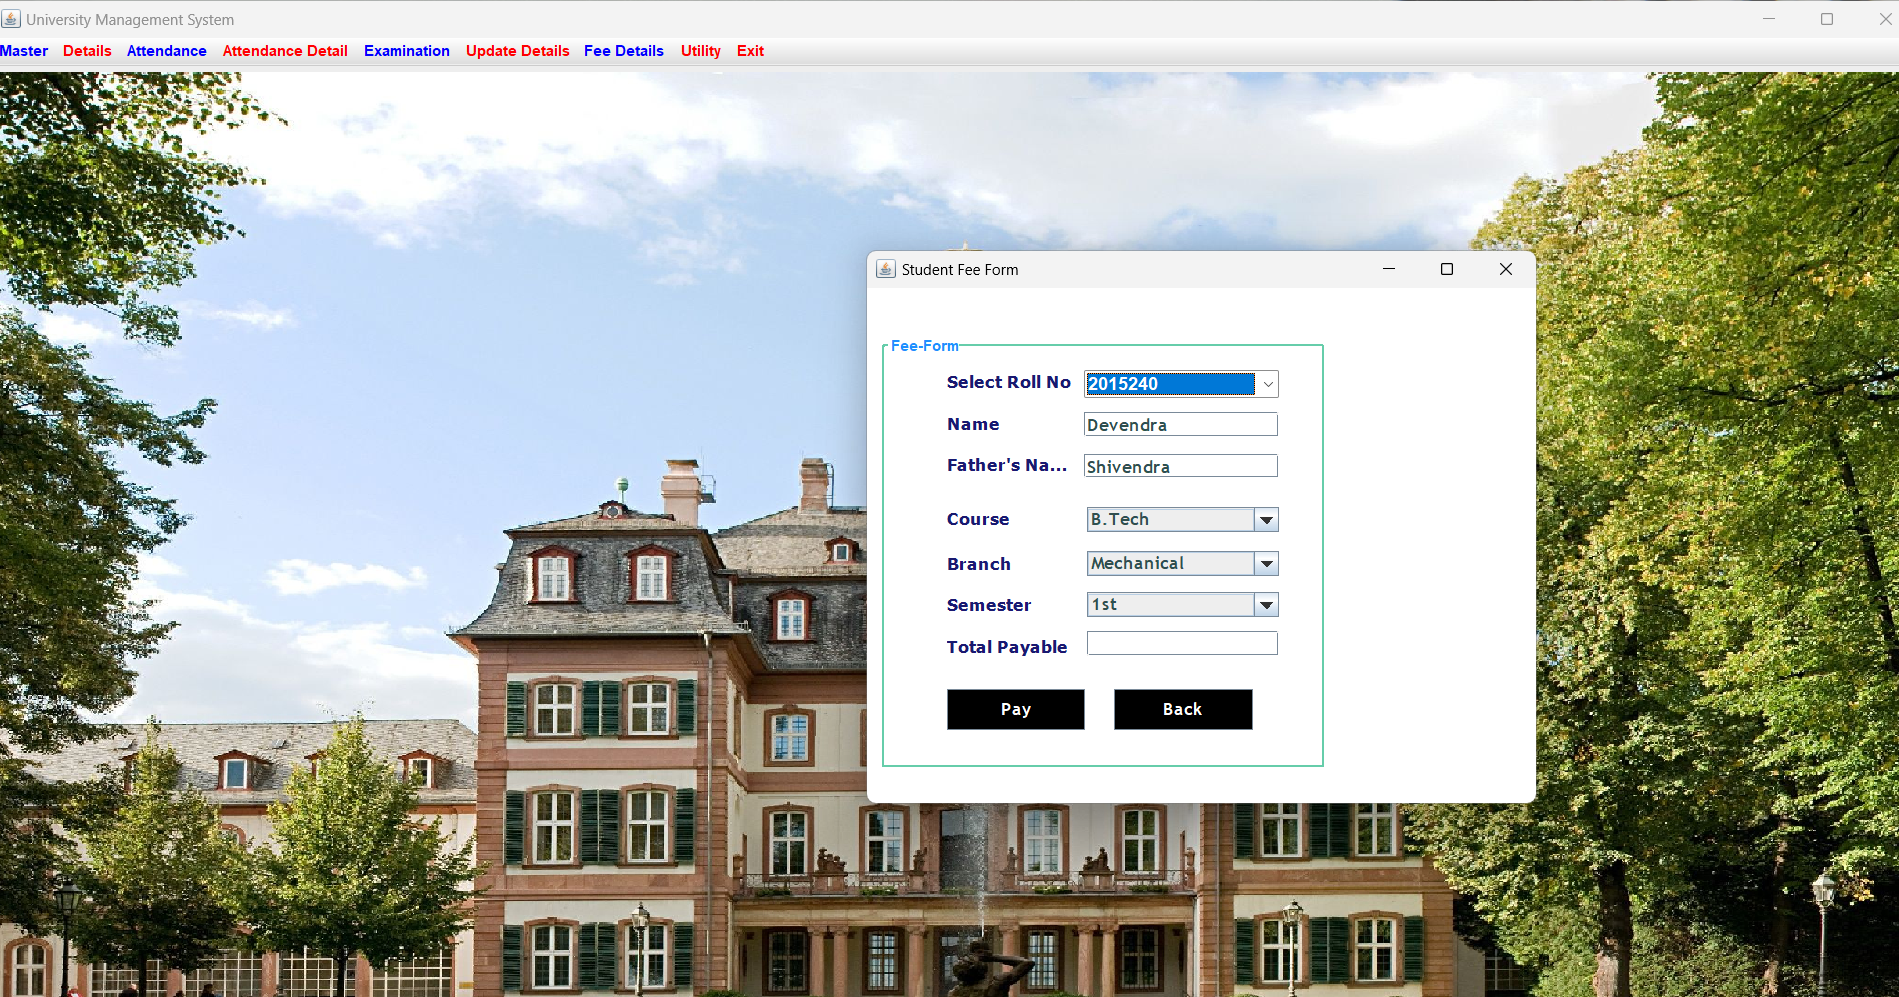 University Management System
Master Details Attendance Attendance Detail Examination Update Details Fee Details Utility Exit
Student Fee Form
Fee-Form
Select Roll No 2015240
Name Devendra
Father's Na... Shivendra
Course B.Tech
Branch Mechanical
Semester 1st
Total Payable
Pay Back